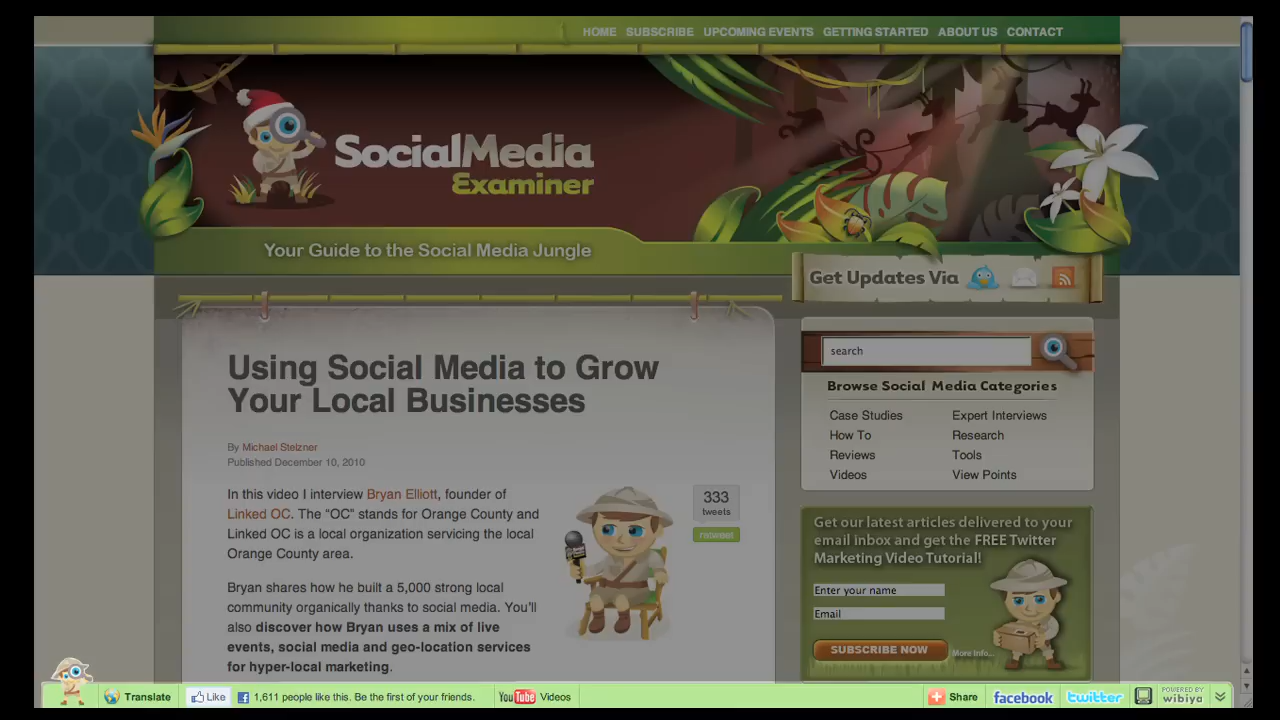 HOME SUBSCRIBE UPCOMING EVENTS GETTING STARTED ABOUT US CONTACT
SocialMedia
Examiner
Your Guide to the Social Media Jungle
Get Updates Via
Using Social Media to Grow
Your Local Businesses
By Michael Stelzner
Published December 10, 2010
In this video I interview Bryan Elliott, founder of
Linked OC. The “OC” stands for Orange County and
Linked OC is a local organization servicing the local
Orange County area.
Bryan shares how he built a 5,000 strong local
community organically thanks to social media. You’ll
also discover how Bryan uses a mix of live
events, social media and geo-location services
for hyper-local marketing.
333
tweets
retweet
search
Browse Social Media Categories
Case Studies Expert Interviews
How To Research
Reviews Tools
Videos View Points
Get our latest articles delivered to your
email inbox and get the FREE Twitter
Marketing Video Tutorial!
Enter your name
Email
SUBSCRIBE NOW More Info...
Translate Like 1,611 people like this. Be the first of your friends. YouTube Videos Share facebook twitter POWERED BY
wibiya